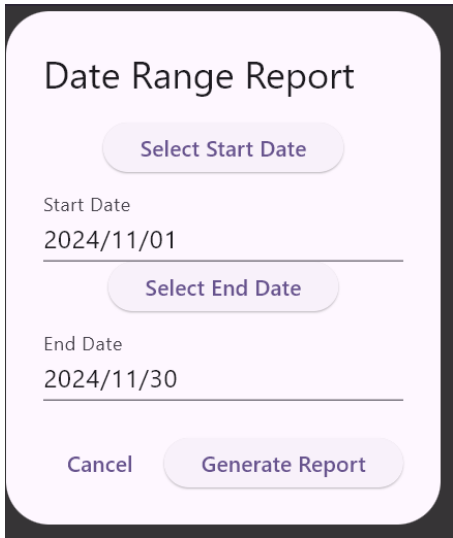 Date Range Report
Select Start Date
Start Date
2024/11/01
Select End Date
End Date
2024/11/30
Cancel Generate Report